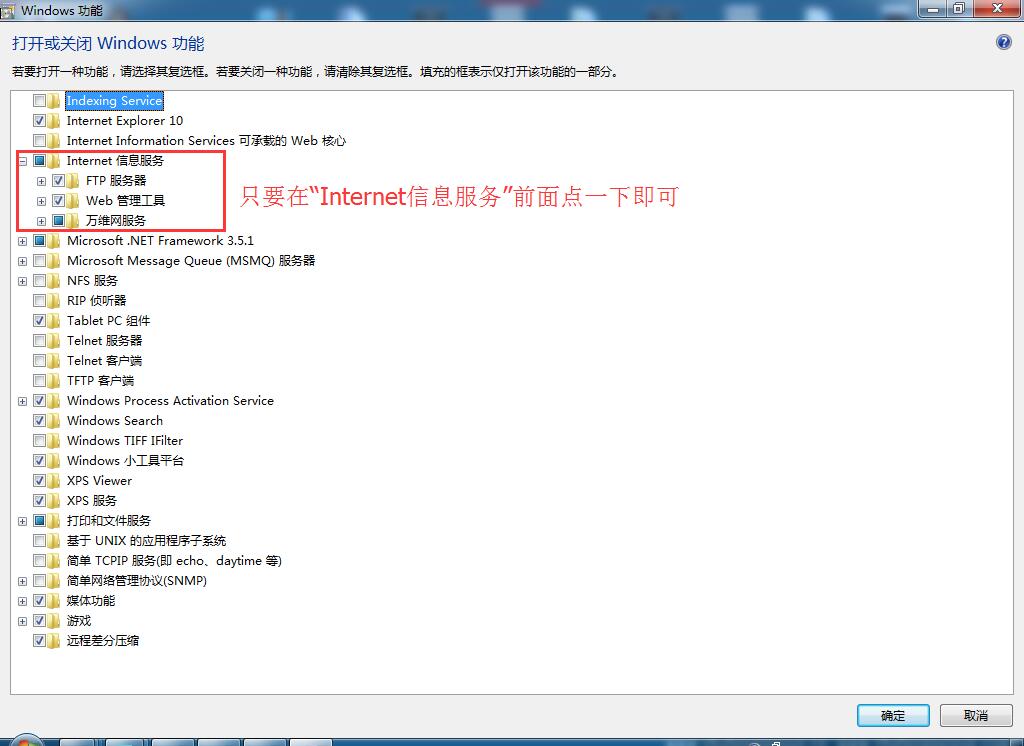 Windows 功能
打开或关闭 Windows 功能
若要打开一种功能，请选择其复选框。若要关闭一种功能，请清除其复选框。填充的框表示仅打开该功能的一部分。
Indexing Service
Internet Explorer 10
Internet Information Services 可承载的 Web 核心
Internet 信息服务
FTP 服务器
Web 管理工具
只要在“Internet信息服务”前面点一下即可
万维网服务
Microsoft .NET Framework 3.5.1
Microsoft Message Queue (MSMQ) 服务器
NFS 服务
RIP 侦听器
Tablet PC 组件
Telnet 服务器
Telnet 客户端
TFTP 客户端
Windows Process Activation Service
Windows Search
Windows TIFF IFilter
Windows 小工具平台
XPS Viewer
XPS 服务
打印和文件服务
基于 UNIX 的应用程序子系统
简单 TCPIP 服务(即 echo、daytime 等)
简单网络管理协议(SNMP)
媒体功能
游戏
远程差分压缩
确定
取消